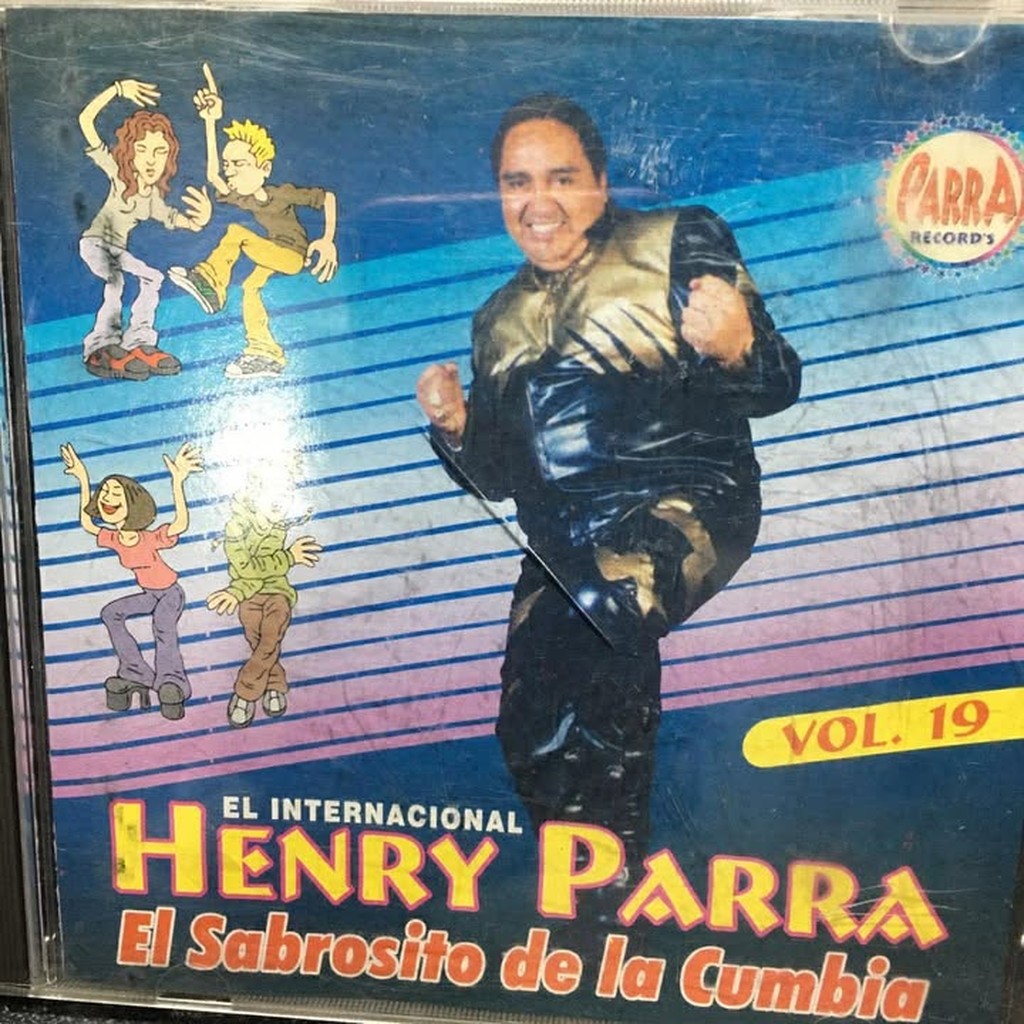 PARRA
RECORD'S
VOL. 19
EL INTERNACIONAL
HENRY PARRA
El Sabrosito de la Cumbia